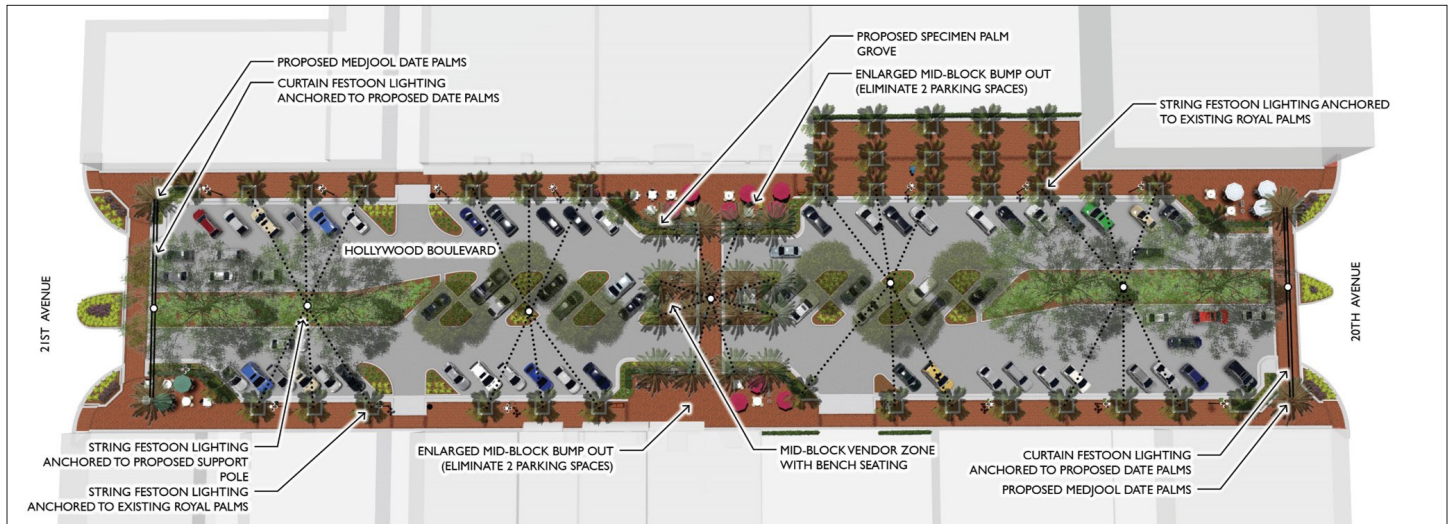 PROPOSED MEDJOOL DATE PALMS
CURTAIN FESTOON LIGHTING
ANCHORED TO PROPOSED DATE PALMS
PROPOSED SPECIMEN PALM
GROVE
ENLARGED MID-BLOCK BUMP OUT
(ELIMINATE 2 PARKING SPACES)
STRING FESTOON LIGHTING ANCHORED
TO EXISTING ROYAL PALMS
HOLLYWOOD BOULEVARD
21ST AVENUE
20TH AVENUE
STRING FESTOON LIGHTING
ANCHORED TO PROPOSED SUPPORT
POLE
STRING FESTOON LIGHTING
ANCHORED TO EXISTING ROYAL PALMS
ENLARGED MID-BLOCK BUMP OUT
(ELIMINATE 2 PARKING SPACES)
MID-BLOCK VENDOR ZONE
WITH BENCH SEATING
CURTAIN FESTOON LIGHTING
ANCHORED TO PROPOSED DATE PALMS
PROPOSED MEDJOOL DATE PALMS